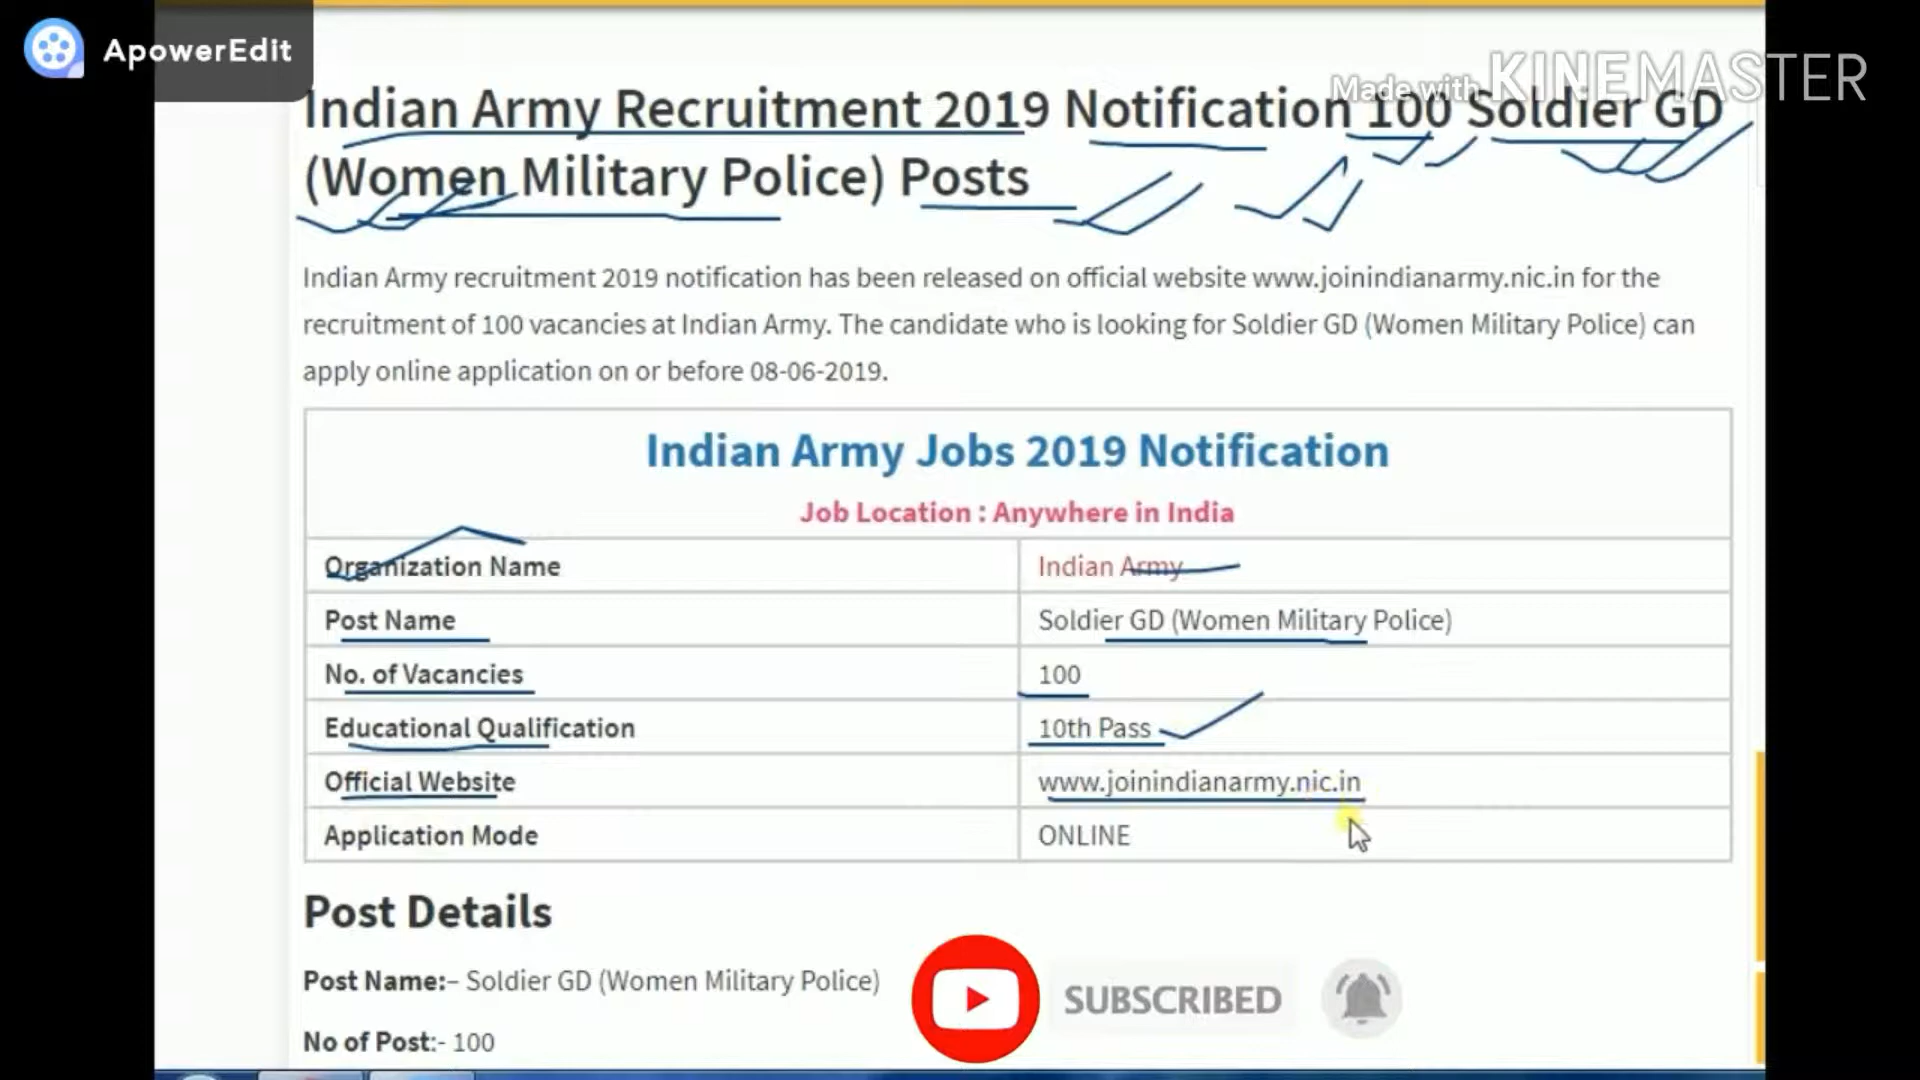 ApowerEdit
Made with KINEMASTER
Indian Army Recruitment 2019 Notification 100 Soldier GD
(Women Military Police) Posts
Indian Army recruitment 2019 notification has been released on official website www.joinindianarmy.nic.in for the
recruitment of 100 vacancies at Indian Army. The candidate who is looking for Soldier GD (Women Military Police) can
apply online application on or before 08-06-2019.
Indian Army Jobs 2019 Notification
Job Location : Anywhere in India
Organization Name Indian Army
Post Name Soldier GD (Women Military Police)
No. of Vacancies 100
Educational Qualification 10th Pass
Official Website www.joinindianarmy.nic.in
Application Mode ONLINE
Post Details
Post Name:– Soldier GD (Women Military Police)
SUBSCRIBED
No of Post:- 100